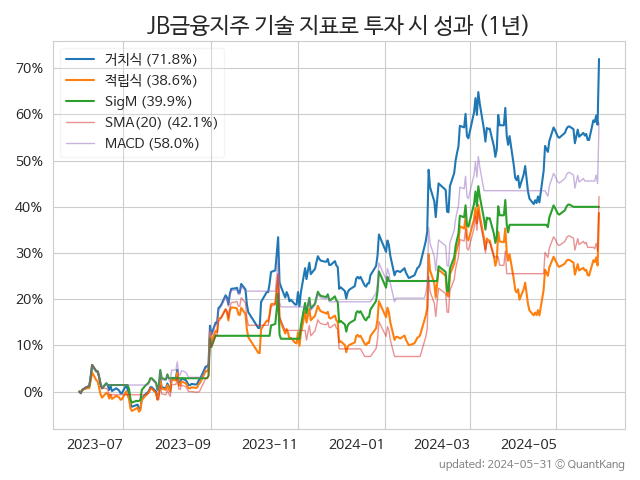 JB금융지주 기술 지표로 투자 시 성과 (1년)
거치식 (71.8%)
적립식 (38.6%)
SigM (39.9%)
SMA(20) (42.1%)
MACD (58.0%)
70%
60%
50%
40%
30%
20%
10%
0%
2023-07 2023-09 2023-11 2024-01 2024-03 2024-05
updated: 2024-05-31 © QuantKang